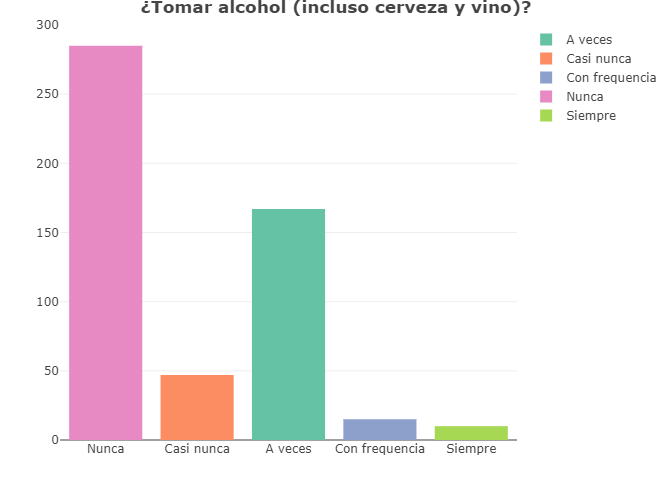 ¿Tomar alcohol (incluso cerveza y vino)?
300
250
200
150
100
50
0
Nunca
Casi nunca
A veces
Con frequencia
Siempre
A veces
Casi nunca
Con frequencia
Nunca
Siempre